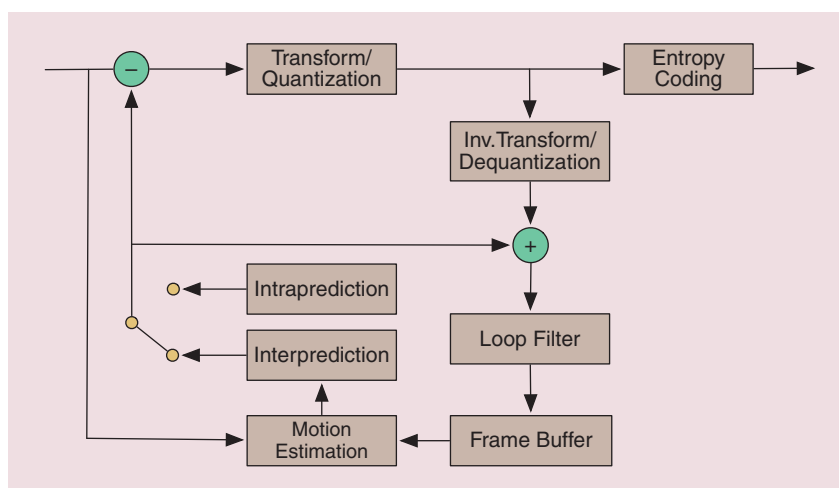 −
Transform/
Quantization
Entropy
Coding
Inv.Transform/
Dequantization
+
Intraprediction
Loop Filter
Interprediction
Motion
Estimation
Frame Buffer